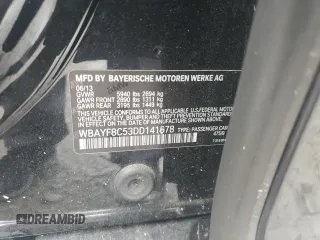 MFD BY BAYERISCHE MOTOREN WERKE AG
06/13
GVWR 5940 LBS 2694 KG
GAWR FRONT 2890 LBS 1311 KG
GAWR REAR 3195 LBS 1449 KG
THIS VEHICLE CONFORMS TO ALL APPLICABLE U.S. FEDERAL MOTOR
VEHICLE SAFETY, BUMPER AND THEFT PREVENTION STANDARDS
IN EFFECT ON THE DATE OF MANUFACTURE SHOWN ABOVE
WBAYF8C53DD141678 TYPE: PASSENGER CAR
DREAMBID